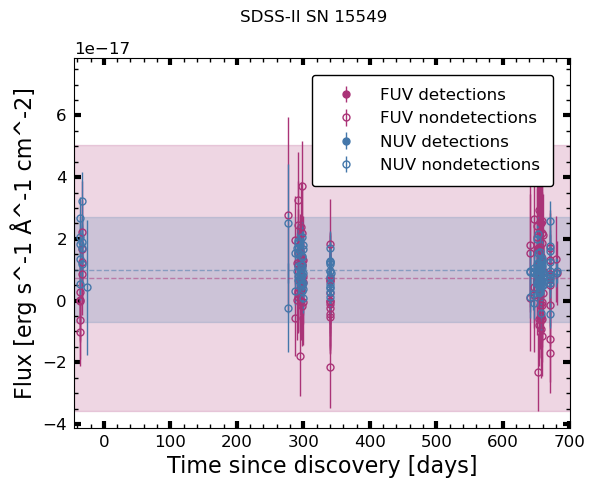 SDSS-II SN 15549
1e−17
FUV detections
FUV nondetections
NUV detections
NUV nondetections
6
4
2
0
−2
−4
Flux [erg s^-1 Å^-1 cm^-2]
0 100 200 300 400 500 600 700
Time since discovery [days]